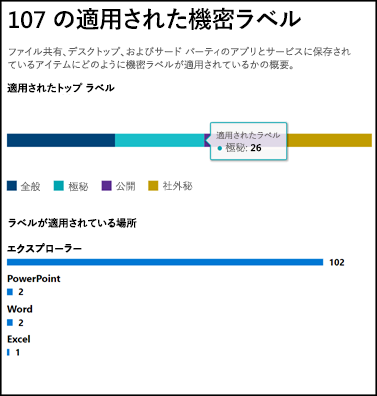 107 の適用された機密ラベル
ファイル共有、デスクトップ、およびサード パーティのアプリとサービスに保存され
ているアイテムにどのように機密ラベルが適用されているかの概要。
適用されたトップ ラベル
適用されたラベル
極秘: 26
全般 極秘 公開 社外秘
ラベルが適用されている場所
エクスプローラー
102
PowerPoint
2
Word
2
Excel
1